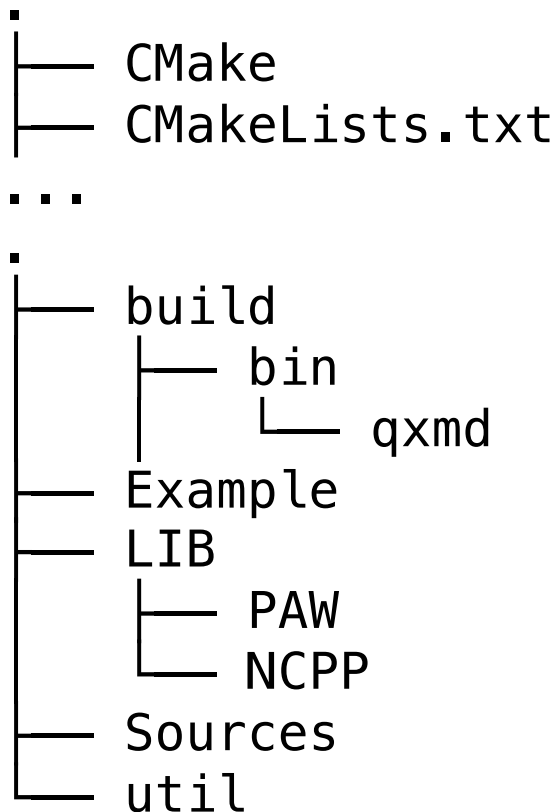 .
CMake
CMakeLists.txt
...
.
build
bin
qxmd
Example
LIB
PAW
NCPP
Sources
util